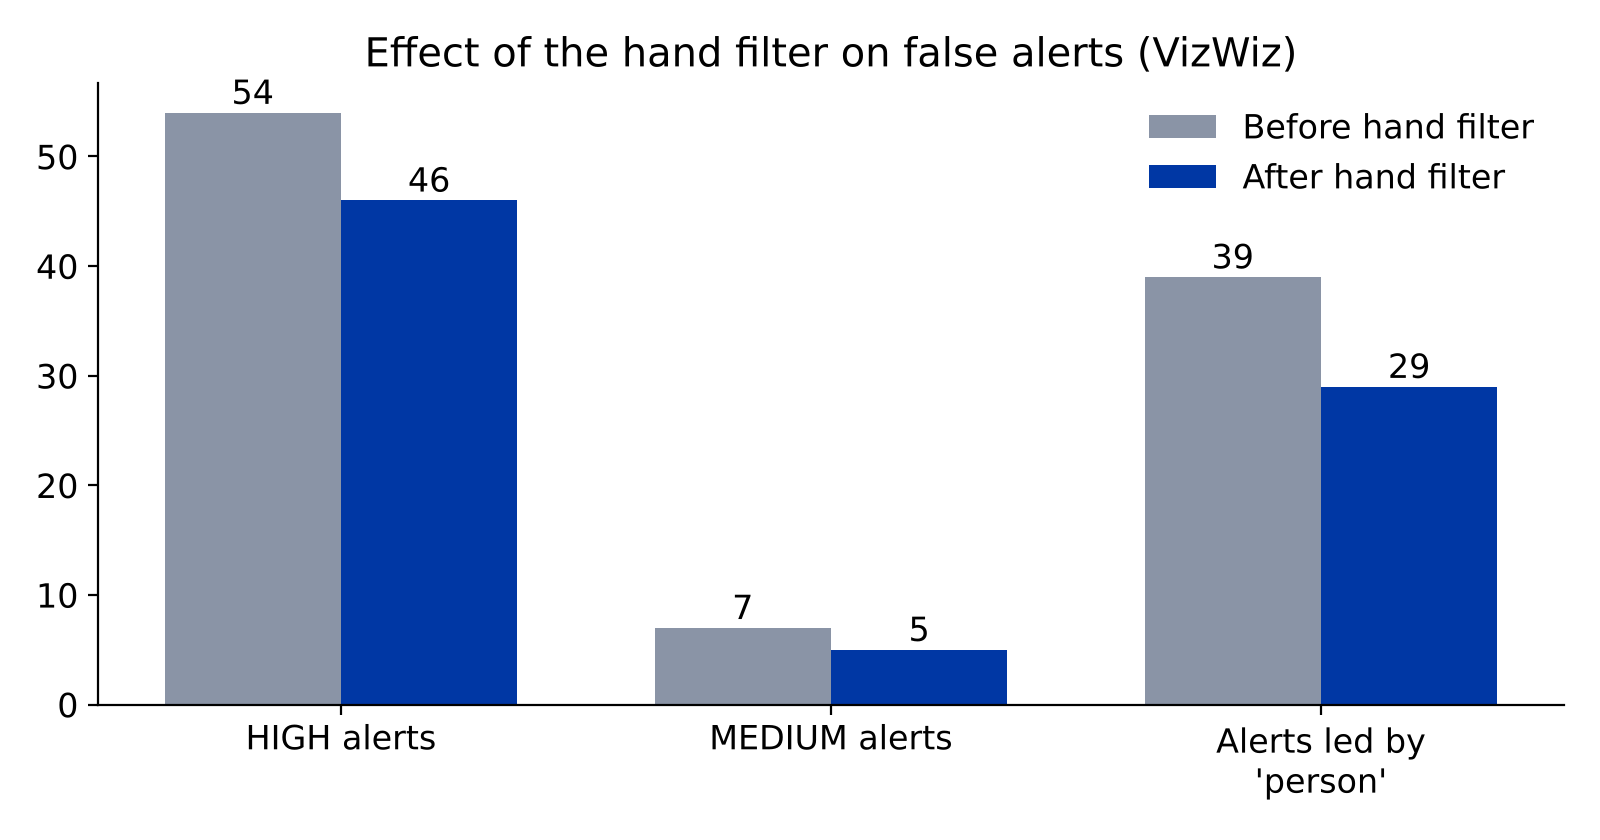 Effect of the hand filter on false alerts (VizWiz)
54
46
7
5
39
29
Before hand filter
After hand filter
50
40
30
20
10
0
HIGH alerts
MEDIUM alerts
Alerts led by
'person'